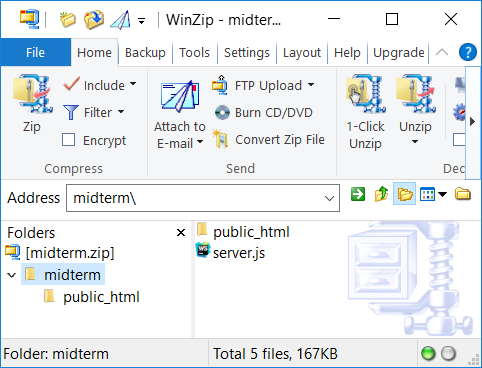 WinZip - midter...
File Home Backup Tools Settings Layout Help Upgrade
Zip
Include
Filter
Encrypt
Compress
Attach to
E-mail
FTP Upload
Burn CD/DVD
Convert Zip File
Send
1-Click
Unzip
Unzip
Dec
Address midterm\
Folders
[midterm.zip]
midterm
public_html
public_html
server.js
Folder: midterm
Total 5 files, 167KB